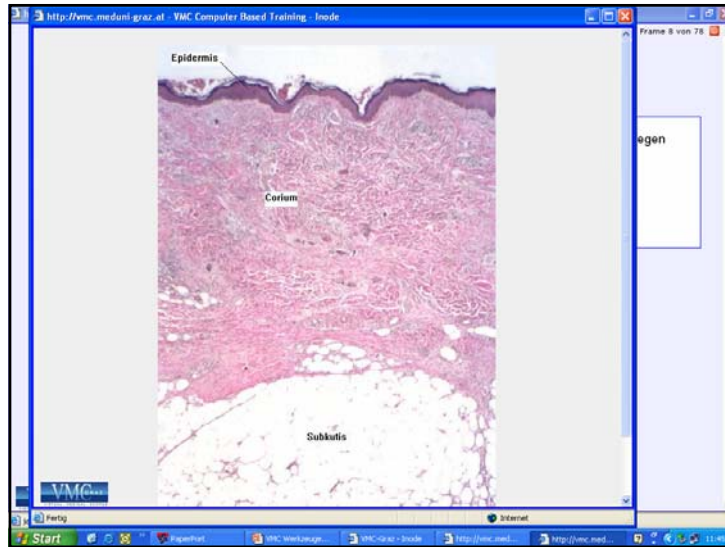 http://vmc.meduni-graz.at - VMC Computer Based Training - Inode
Frame 8 von 78
Epidermis
egen
Corium
Subkutis
VMC GRAZ
Fertig
Internet
Start
PaperPort
VMC Werkzeuge...
VMC-Graz - Inode
http://vmc.med...
http://vmc.med...